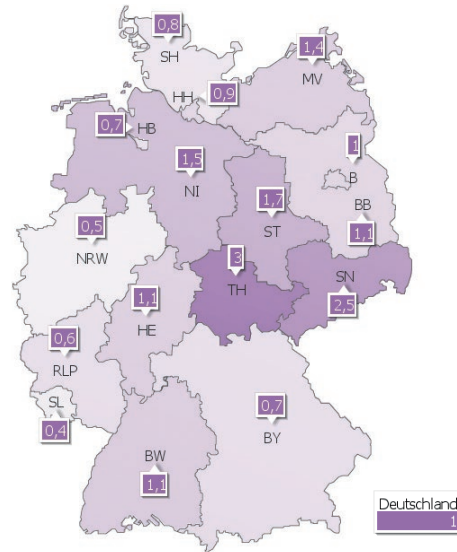 0,8
SH
1,4
MV
HH
0,9
0,7
HB
1,5
NI
1
B
BB
1,1
1,7
ST
0,5
NRW
3
TH
SN
2,5
1,1
HE
0,6
RLP
SL
0,4
0,7
BY
BW
1,1
Deutschland
1